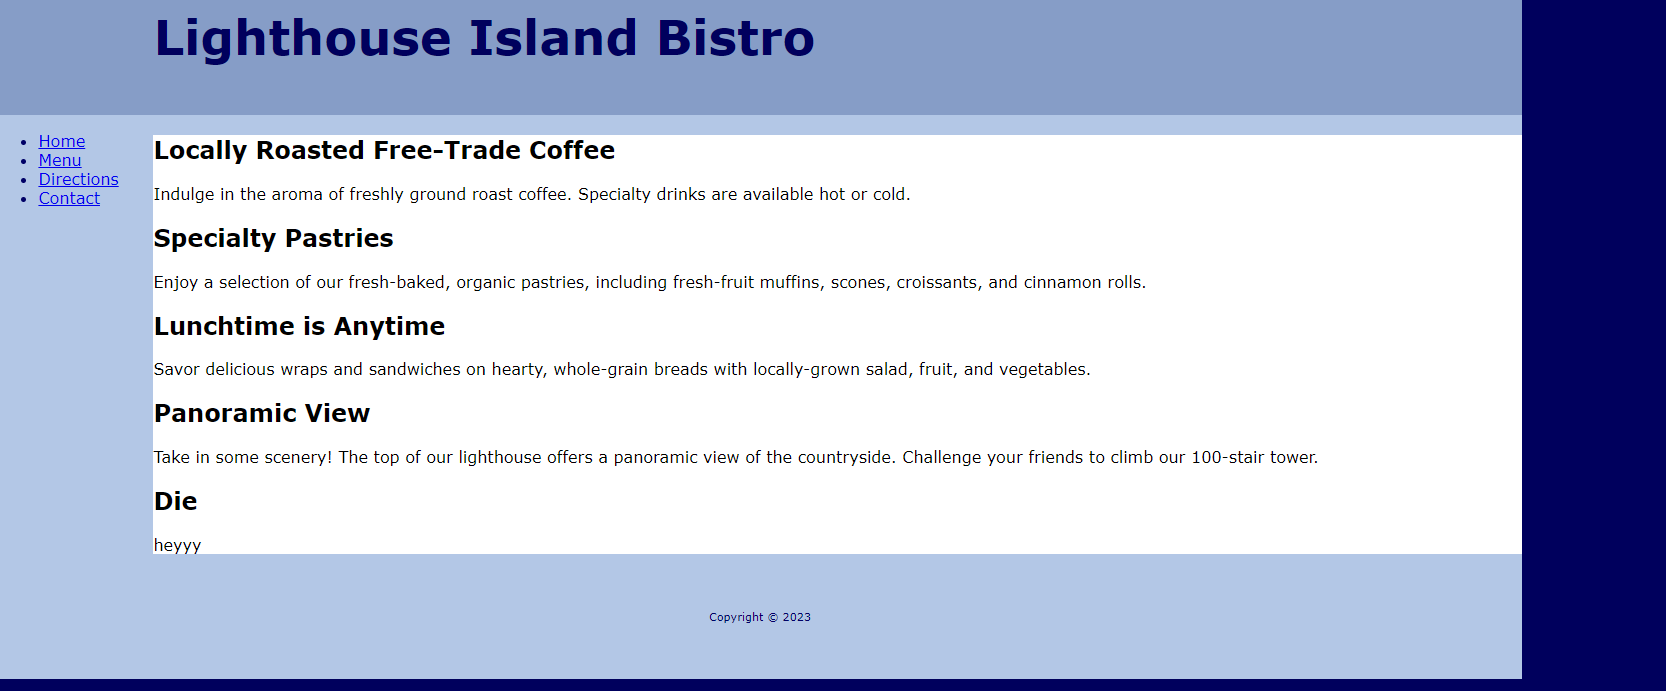 Lighthouse Island Bistro
Home
Menu
Directions
Contact
Locally Roasted Free-Trade Coffee
Indulge in the aroma of freshly ground roast coffee. Specialty drinks are available hot or cold.
Specialty Pastries
Enjoy a selection of our fresh-baked, organic pastries, including fresh-fruit muffins, scones, croissants, and cinnamon rolls.
Lunchtime is Anytime
Savor delicious wraps and sandwiches on hearty, whole-grain breads with locally-grown salad, fruit, and vegetables.
Panoramic View
Take in some scenery! The top of our lighthouse offers a panoramic view of the countryside. Challenge your friends to climb our 100-stair tower.
Die
heyyy
Copyright © 2023